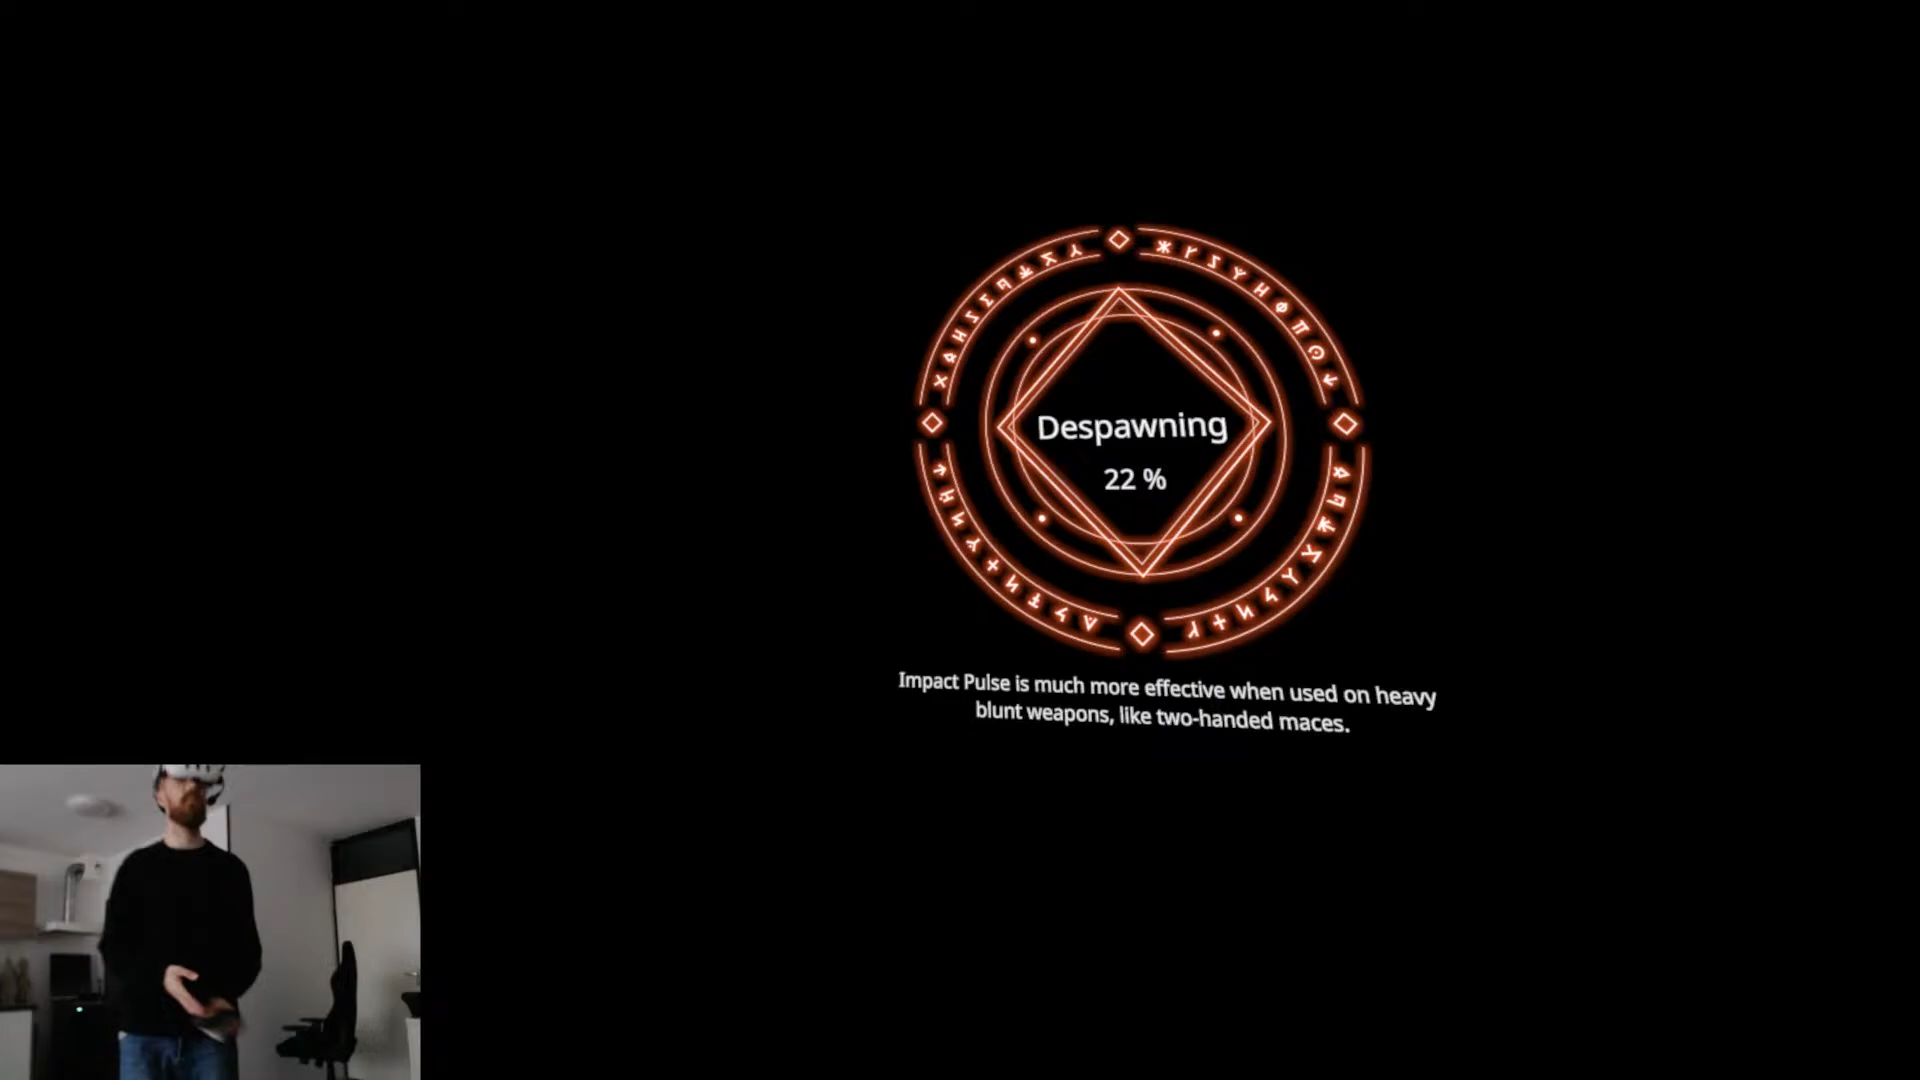 Despawning
22 %
Impact Pulse is much more effective when used on heavy
blunt weapons, like two-handed maces.